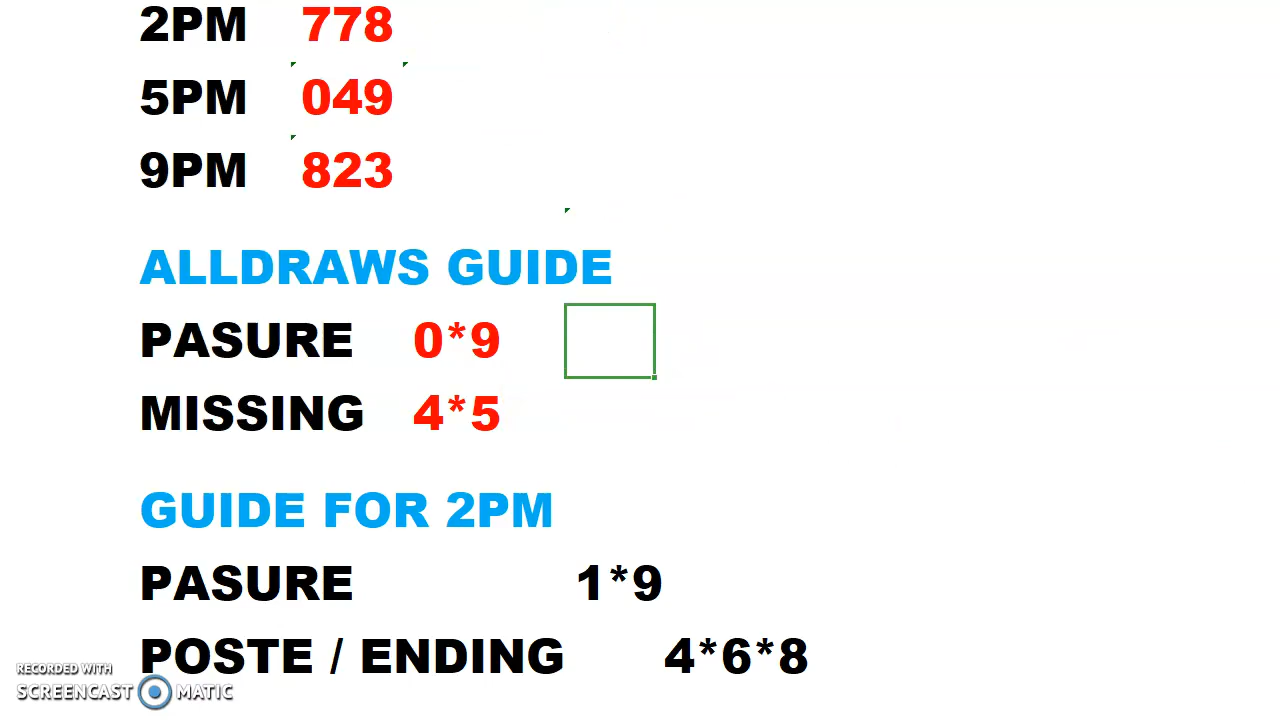 2PM 778
5PM 049
9PM 823
ALLDRAWS GUIDE
PASURE 0*9
MISSING 4*5
GUIDE FOR 2PM
PASURE 1*9
POSTE / ENDING 4*6*8
RECORDED WITH
SCREENCAST MATIC